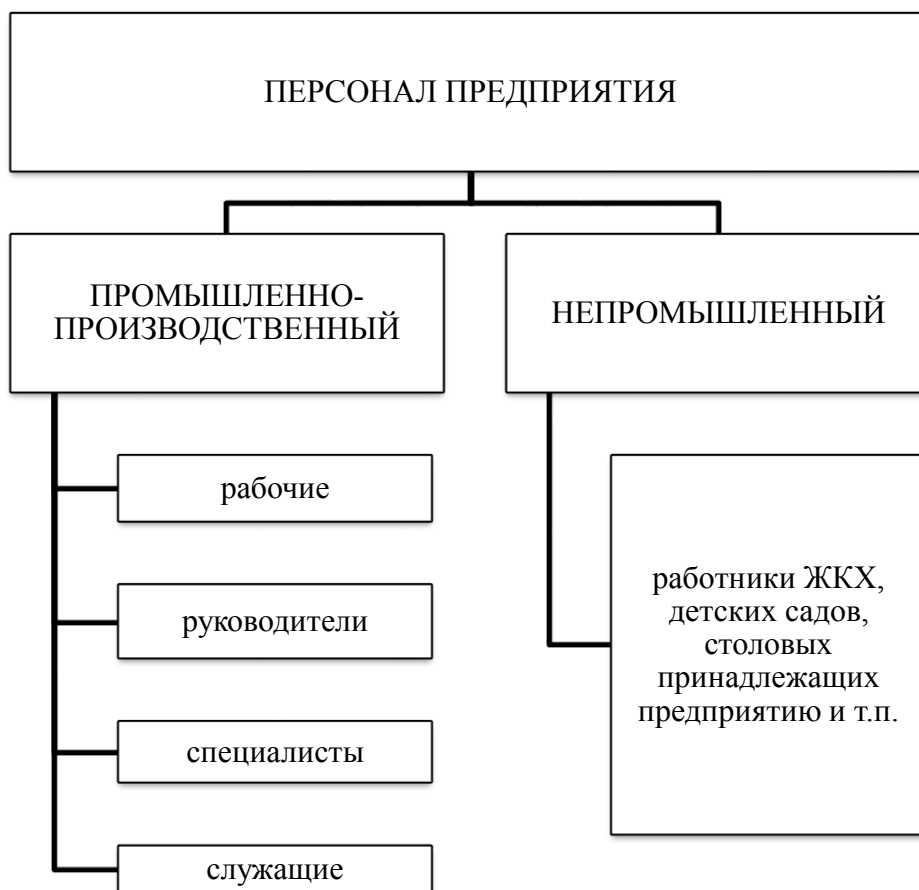 ПЕРСОНАЛ ПРЕДПРИЯТИЯ
ПРОМЫШЛЕННО-
ПРОИЗВОДСТВЕННЫЙ
НЕПРОМЫШЛЕННЫЙ
рабочие
руководители
специалисты
служащие
работники ЖКХ,
детских садов,
столовых
принадлежащих
предприятию и т.п.